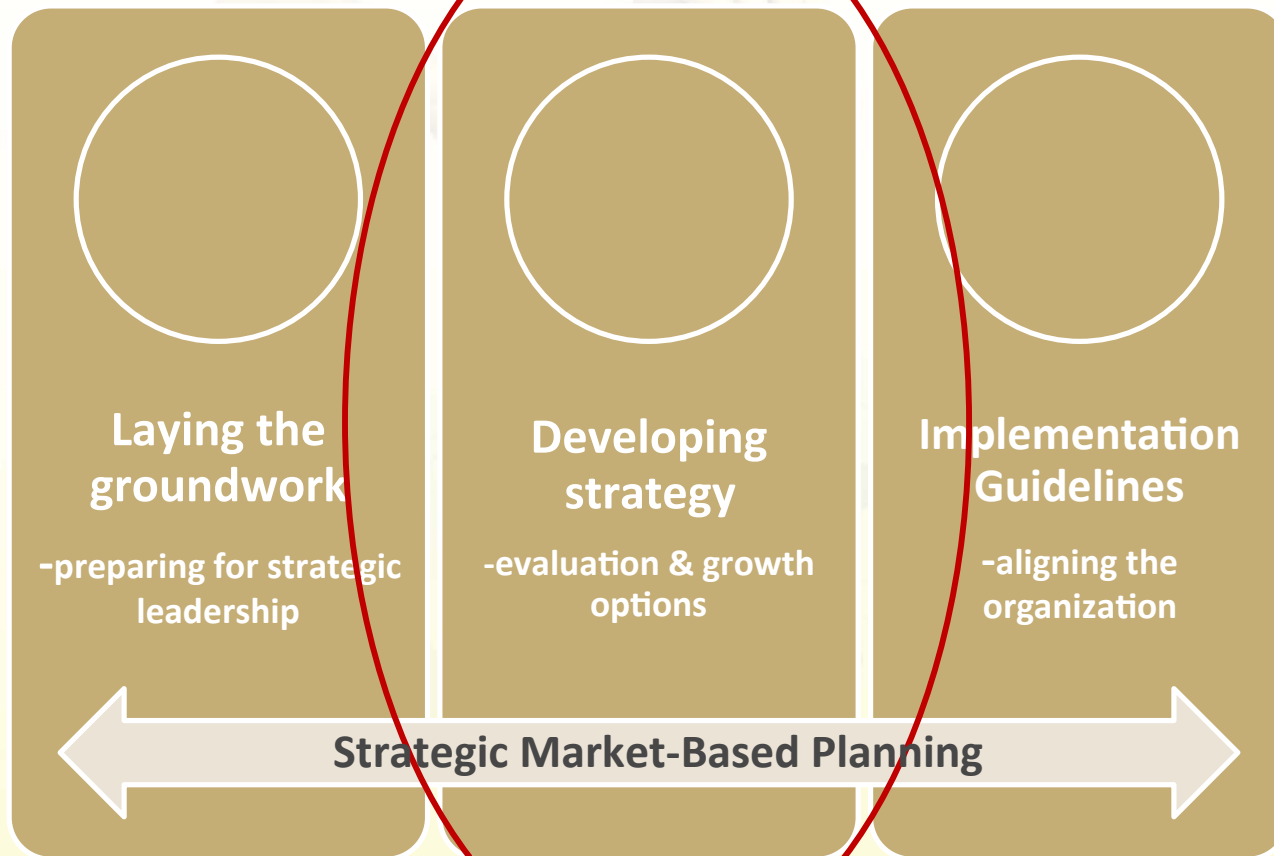 Laying the
groundwork
-preparing for strategic
leadership
Developing
strategy
-evaluation & growth
options
Implementation
Guidelines
-aligning the
organization
Strategic Market-Based Planning